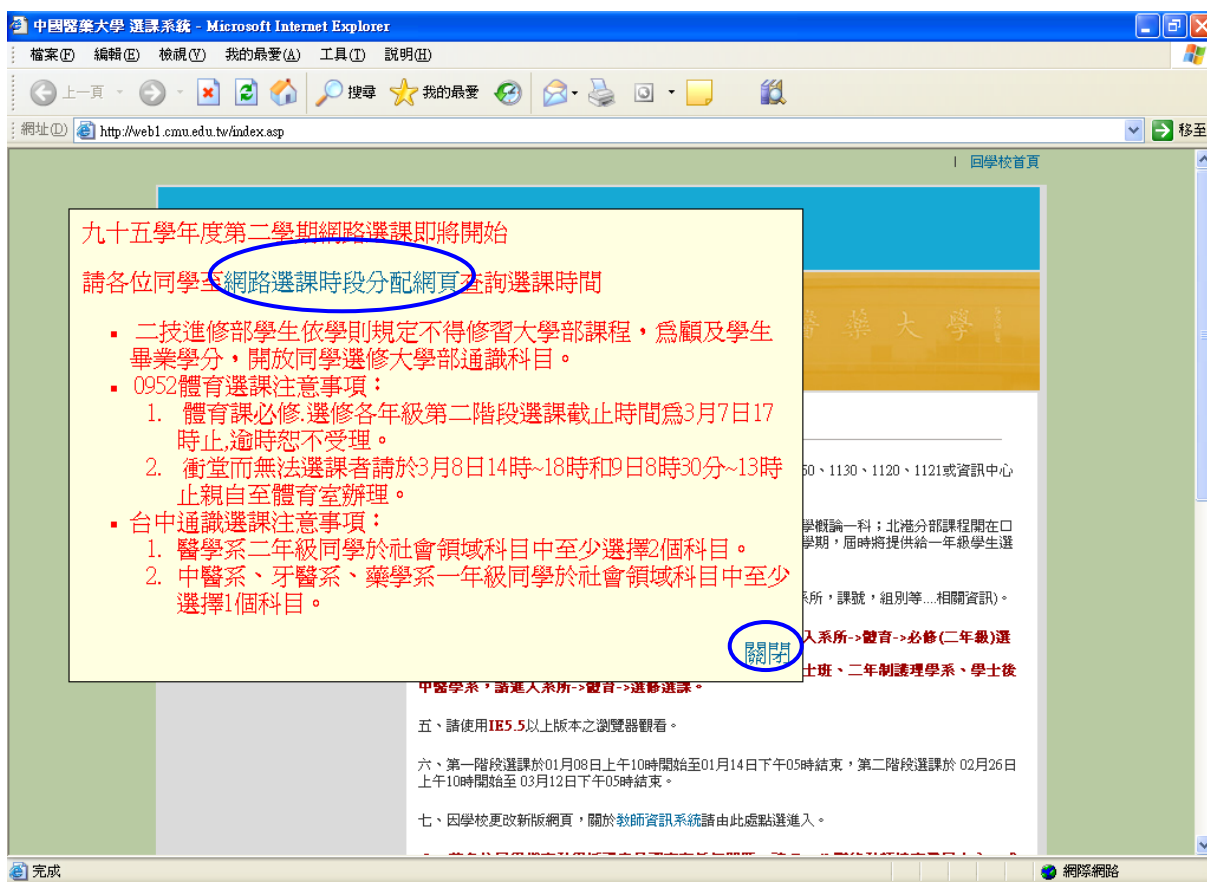 中國醫藥大學 選課系統 - Microsoft Internet Explorer
檔案(F) 編輯(E) 檢視(V) 我的最愛(A) 工具(T) 說明(H)
上一頁 搜尋 我的最愛
網址(D) http://web1.cmu.edu.tw/index.asp 移至
| 回學校首頁
九十五學年度第二學期網路選課即將開始
請各位同學至網路選課時段分配網頁查詢選課時間
▪ 二技進修部學生依學則規定不得修習大學部課程，為顧及學生
畢業學分，開放同學選修大學部通識科目。
▪ 0952體育選課注意事項：
1. 體育課必修.選修各年級第二階段選課截止時間為3月7日17
時止,逾時恕不受理。
2. 衝堂而無法選課者請於3月8日14時~18時和9日8時30分~13時
止親自至體育室辦理。
▪ 台中通識選課注意事項：
1. 醫學系二年級同學於社會領域科目中至少選擇2個科目。
2. 中醫系、牙醫系、藥學系一年級同學於社會領域科目中至少
選擇1個科目。
關閉
醫 藥 大 學
50、1130、1120、1121或資訊中心
學概論一科；北港分部課程開在口
學期，屆時將提供給一年級學生選
系所，課號，組別等....相關資訊)。
入系所->體育->必修(二年級)選
士班、二年制護理學系、學士後
中醫學系，請進入系所->體育->選修選課。
五、請使用IE5.5以上版本之瀏覽器觀看。
六、第一階段選課於01月08日上午10時開始至01月14日下午05時結束，第二階段選課於 02月26日
上午10時開始至 03月12日下午05時結束。
七、因學校更改新版網頁，關於教師資訊系統請由此處點選進入。
完成 網際網路